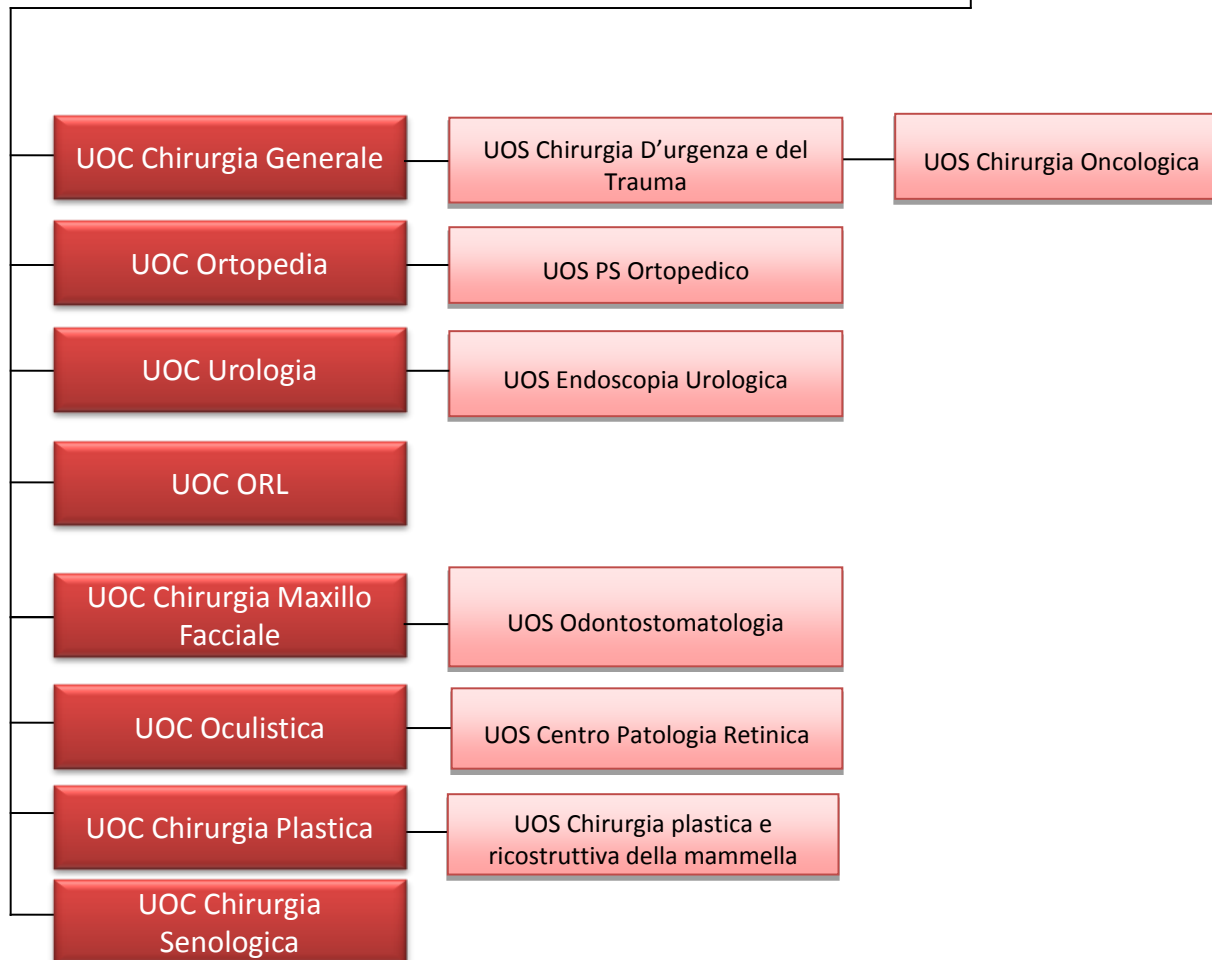 UOC Chirurgia Generale
UOS Chirurgia D’urgenza e del
Trauma
UOS Chirurgia Oncologica
UOC Ortopedia
UOS PS Ortopedico
UOC Urologia
UOS Endoscopia Urologica
UOC ORL
UOC Chirurgia Maxillo
Facciale
UOS Odontostomatologia
UOC Oculistica
UOS Centro Patologia Retinica
UOC Chirurgia Plastica
UOS Chirurgia plastica e
ricostruttiva della mammella
UOC Chirurgia
Senologica